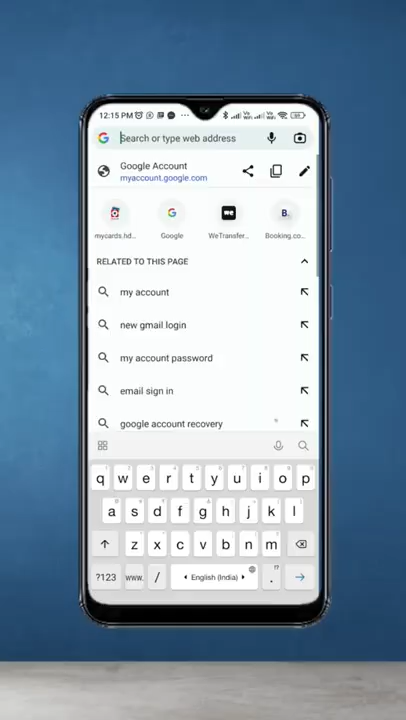 12:15 PM
Search or type web address
Google Account
myaccount.google.com
mycards.hd... Google WeTransfer... Booking.co...
RELATED TO THIS PAGE
my account
new gmail login
my account password
email sign in
google account recovery
q w e r t y u i o p
a s d f g h j k l
z x c v b n m
?123 www. / English (India) .